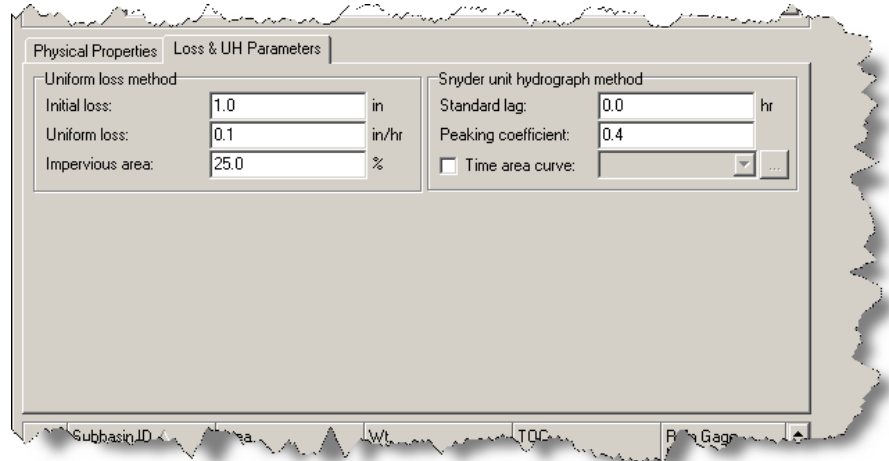 Physical Properties Loss & UH Parameters
Uniform loss method
Initial loss: 1.0 in
Uniform loss: 0.1 in/hr
Impervious area: 25.0 %
Snyder unit hydrograph method
Standard lag: 0.0 hr
Peaking coefficient: 0.4
Time area curve: ...
Subbasin ID Wt. TOC